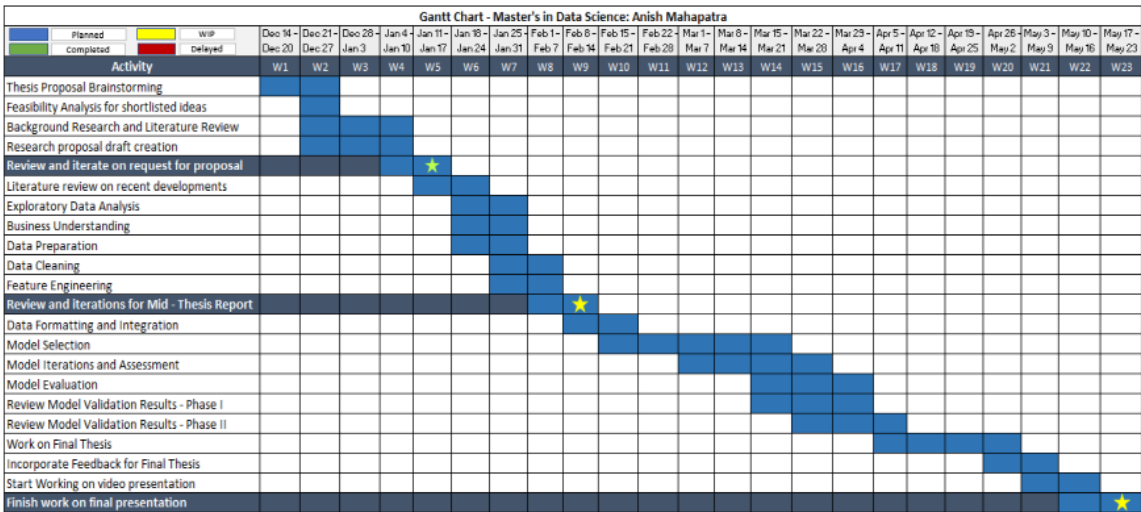 Gantt Chart - Master's in Data Science: Anish Mahapatra
Planned WIP Dec 14 - Dec 21 - Dec 28 - Jan 4 - Jan 11 - Jan 18 - Jan 25 - Feb 1 - Feb 8 - Feb 15 - Feb 22 - Mar 1 - Mar 8 - Mar 15 - Mar 22 - Mar 29 - Apr 5 - Apr 12 - Apr 19 - Apr 26 - May 3 - May 10 - May 17 -
Completed Delayed Dec 20 Dec 27 Jan 3 Jan 10 Jan 17 Jan 24 Jan 31 Feb 7 Feb 14 Feb 21 Feb 28 Mar 7 Mar 14 Mar 21 Mar 28 Apr 4 Apr 11 Apr 18 Apr 25 May 2 May 9 May 16 May 23
Activity W1 W2 W3 W4 W5 W6 W7 W8 W9 W10 W11 W12 W13 W14 W15 W16 W17 W18 W19 W20 W21 W22 W23
Thesis Proposal Brainstorming
Feasibility Analysis for shortlisted ideas
Background Research and Literature Review
Research proposal draft creation
Review and iterate on request for proposal
Literature review on recent developments
Exploratory Data Analysis
Business Understanding
Data Preparation
Data Cleaning
Feature Engineering
Review and iterations for Mid - Thesis Report
Data Formatting and Integration
Model Selection
Model Iterations and Assessment
Model Evaluation
Review Model Validation Results - Phase I
Review Model Validation Results - Phase II
Work on Final Thesis
Incorporate Feedback for Final Thesis
Start Working on video presentation
Finish work on final presentation